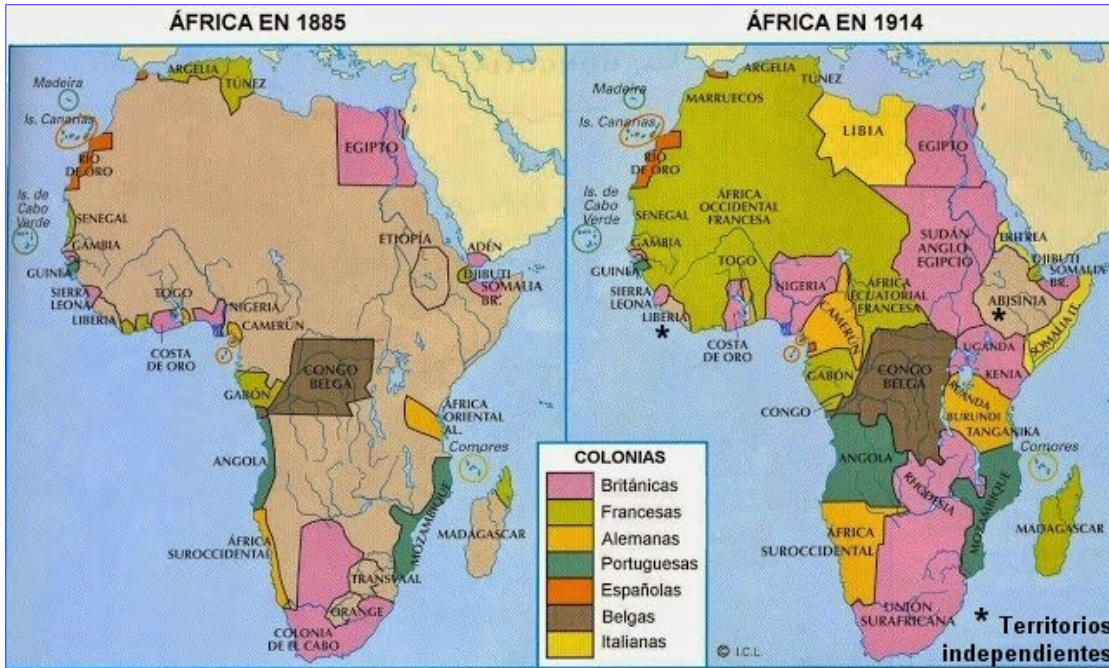 ÁFRICA EN 1885
Madeira
Is. Canarias
ARGELIA
TÚNEZ
RÍO
DE ORO
EGIPTO
Is. de
Cabo
Verde
SENEGAL
GAMBIA
GUINEA
SIERRA
LEONA
LIBERIA
TOGO
NIGERIA
CAMERÚN
COSTA
DE ORO
ETIOPÍA
ADÉN
DJIBUTI
SOMALIA
BR.
GABÓN
CONGO
BELGA
ÁFRICA
ORIENTAL
AL.
Comores
ANGOLA
MOZAMBIQUE
MADAGASCAR
ÁFRICA
SUROCCIDENTAL
TRANSVAAL
ORANGE
COLONIA
DE EL CABO
ÁFRICA EN 1914
Madeira
Is. Canarias
ARGELIA
TÚNEZ
MARRUECOS
LIBIA
EGIPTO
RÍO
DE ORO
Is. de
Cabo
Verde
SENEGAL
GAMBIA
GUINEA
SIERRA
LEONA
LIBERIA
*
ÁFRICA
OCCIDENTAL
FRANCESA
TOGO
COSTA
DE ORO
NIGERIA
CAMERÚN
ÁFRICA
ECUATORIAL
FRANCESA
SUDÁN
ANGLO
EGIPCIO
ERITREA
DJIBUTI
SOMALIA
BR.
ABISINIA
*
SOMALIA IT.
UGANDA
KENIA
GABÓN
CONGO
CONGO
BELGA
RUANDA
BURUNDI
TANGANIKA
Comores
ANGOLA
RHODESIA
MOZAMBIQUE
MADAGASCAR
ÁFRICA
SUROCCIDENTAL
UNIÓN
SURAFRICANA
* Territorios
independientes
© I.C.L.
COLONIAS
Británicas
Francesas
Alemanas
Portuguesas
Españolas
Belgas
Italianas